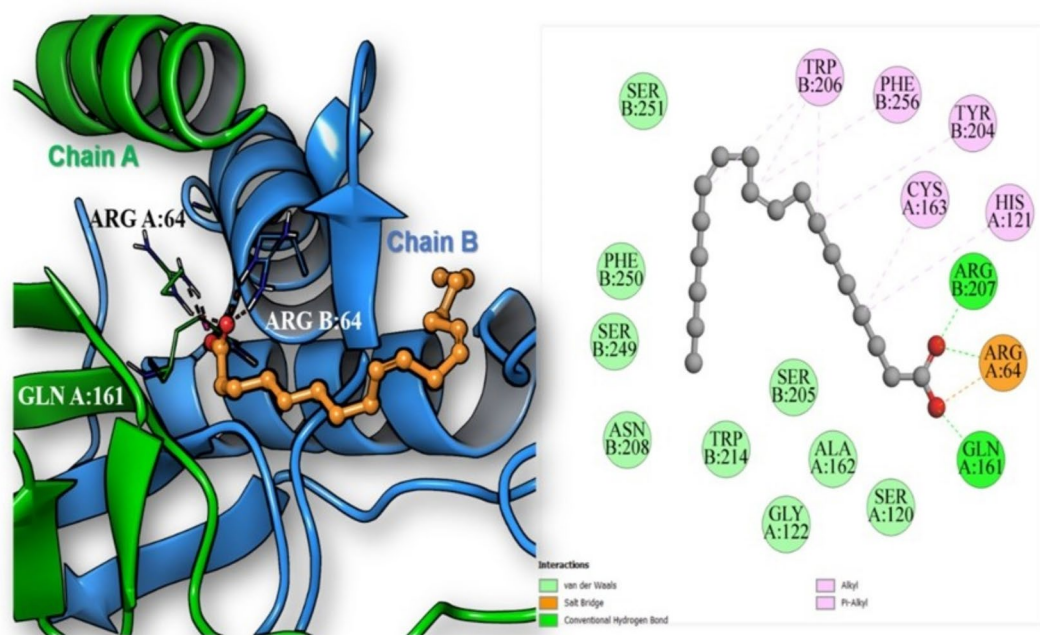 Chain A
ARG A:64
Chain B
ARG B:64
GLN A:161
SER
B:251
TRP
B:206
PHE
B:256
TYR
B:204
CYS
A:163
HIS
A:121
PHE
B:250
ARG
B:207
SER
B:249
ARG
A:64
SER
B:205
ASN
B:208
TRP
B:214
ALA
A:162
GLN
A:161
SER
A:120
GLY
A:122
Interactions
van der Waals
Salt Bridge
Conventional Hydrogen Bond
Alkyl
Pi-Alkyl